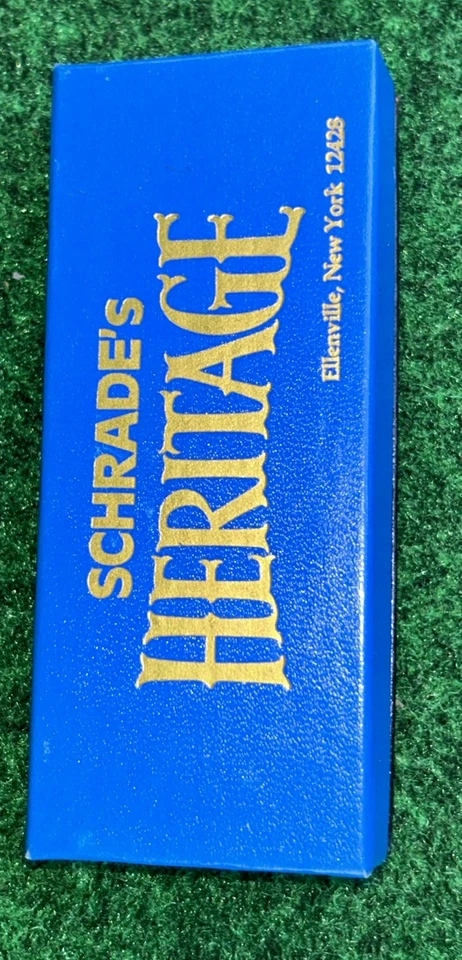 SCHRADE's
HERITAGE
Ellenville, New York 12428